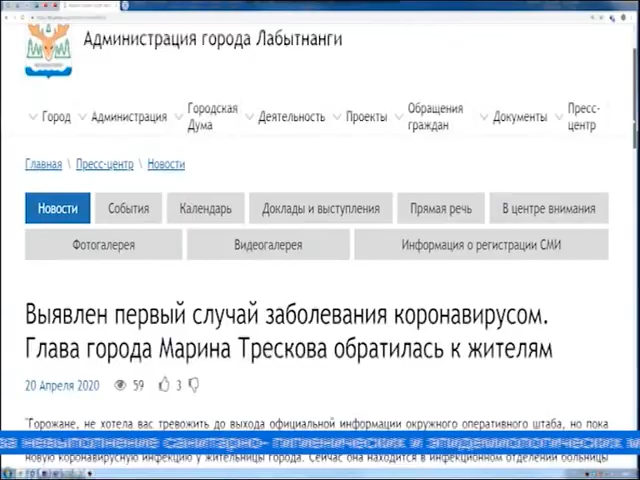 Администрация города Лабытнанги
Город Администрация Городская Дума Деятельность Проекты Обращения граждан Документы Пресс-центр
Главная \ Пресс-центр \ Новости
Новости События Календарь Доклады и выступления Прямая речь В центре внимания
Фотогалерея Видеогалерея Информация о регистрации СМИ
Выявлен первый случай заболевания коронавирусом.
Глава города Марина Трескова обратилась к жителям
20 Апреля 2020 59 3
"Горожане, не хотела вас тревожить до выхода официальной информации окружного оперативного штаба, но пока
за невыполнение санитарно- гигиенических и эпидемиологических
новую коронавирусную инфекцию у жительницы города. Сейчас она находится в инфекционном отделении больницы